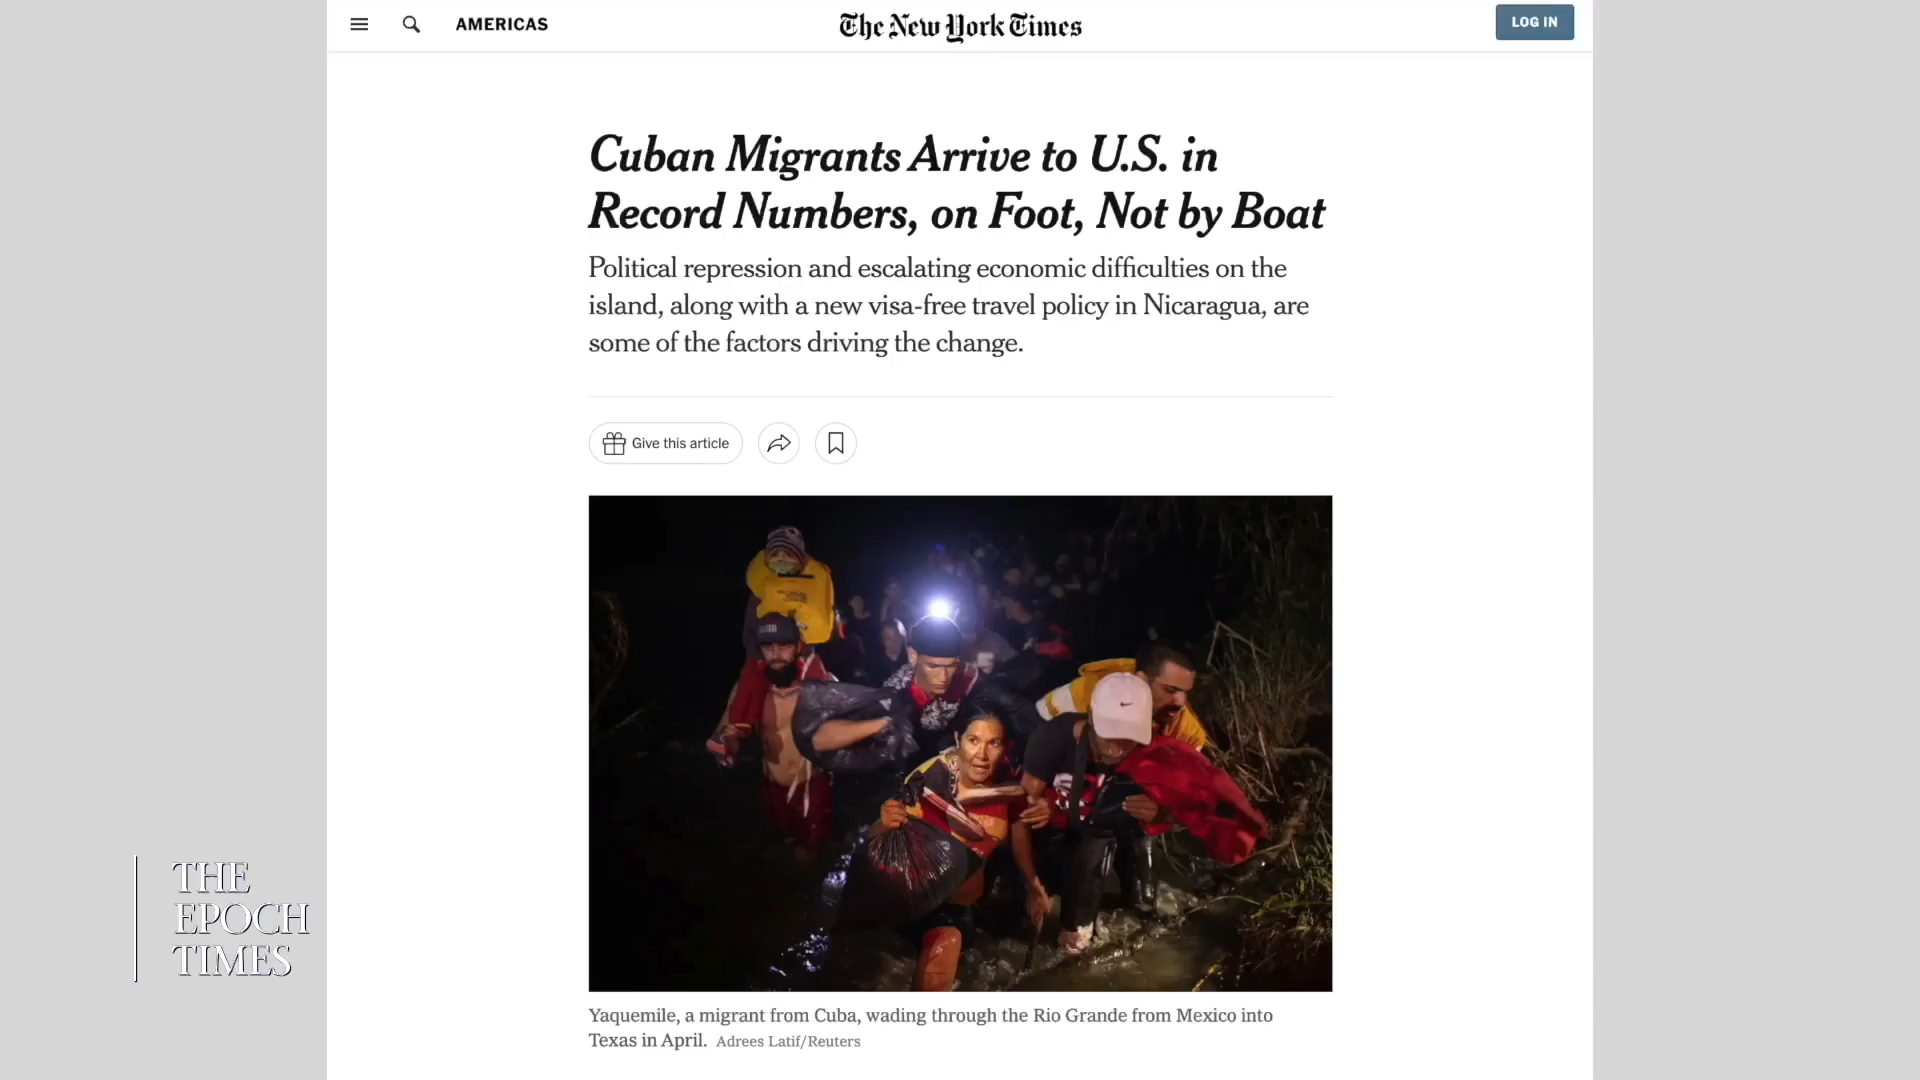 AMERICAS
The New York Times
LOG IN
Cuban Migrants Arrive to U.S. in
Record Numbers, on Foot, Not by Boat
Political repression and escalating economic difficulties on the
island, along with a new visa-free travel policy in Nicaragua, are
some of the factors driving the change.
Give this article
Yaquemile, a migrant from Cuba, wading through the Rio Grande from Mexico into
Texas in April. Adrees Latif/Reuters
THE
EPOCH
TIMES